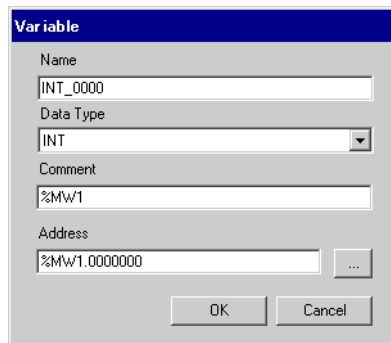 Variable
Name
INT_0000
Data Type
INT
Comment
%MW1
Address
%MW1.0000000
...
OK
Cancel